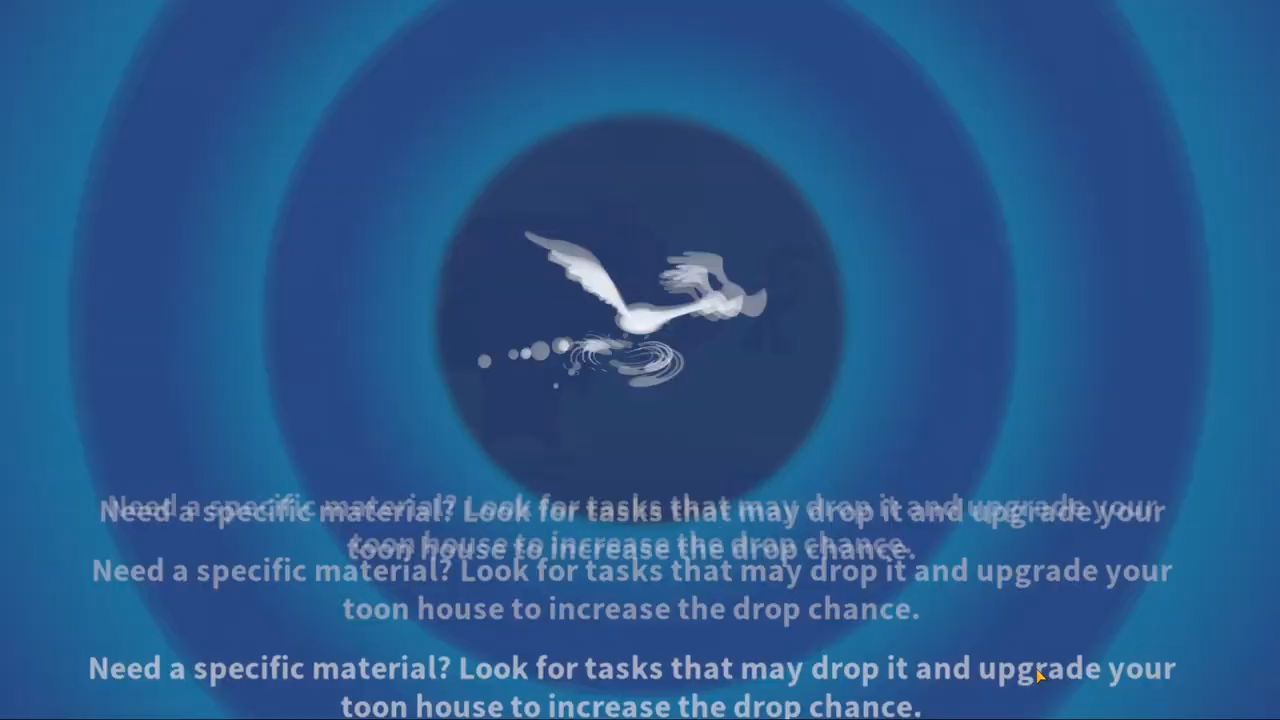 Need a specific material? Look for tasks that may drop it and upgrade your
toon house to increase the drop chance.
Need a specific material? Look for tasks that may drop it and upgrade your
toon house to increase the drop chance.
Need a specific material? Look for tasks that may drop it and upgrade your
toon house to increase the drop chance.